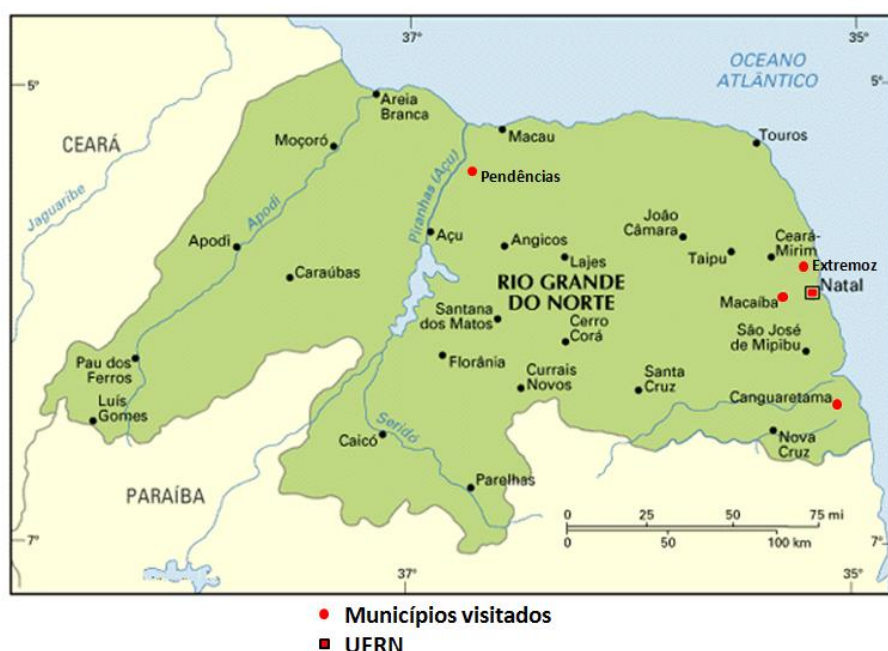 37°
35°
OCEANO
ATLÂNTICO
5°
5°
Areia
Branca
CEARÁ
Moçoró
Macau
Touros
Jaguaribe
Apodi
Piranhas (Açu)
Pendências
Apodi
Açu
Angicos
João
Câmara
Ceará-
Mirim
Taipu
Caraúbas
Lajes
Extremoz
RIO GRANDE
DO NORTE
Natal
Macaíba
Santana
dos Matos
Cerro
Corá
São José
de Mipibu
Pau dos
Ferros
Florânia
Currais
Novos
Santa
Cruz
Canguaretama
Luís
Gomes
Caicó
Seridó
Nova
Cruz
PARAÍBA
Parelhas
0 25 50 75 mi
0 50 100 km
7°
7°
37°
35°
Municípios visitados
UFRN